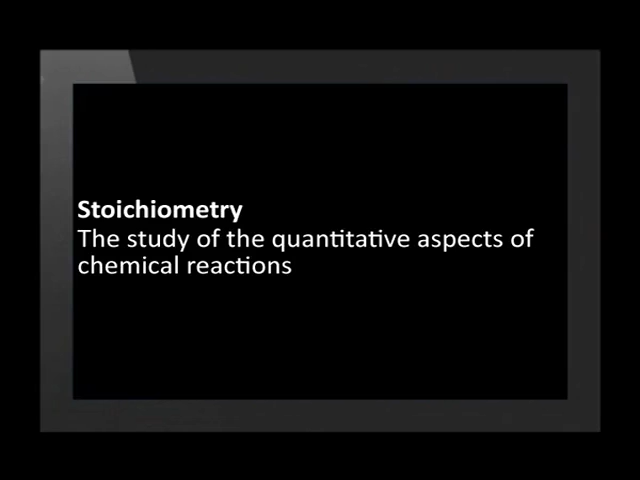 Stoichiometry
The study of the quantitative aspects of
chemical reactions